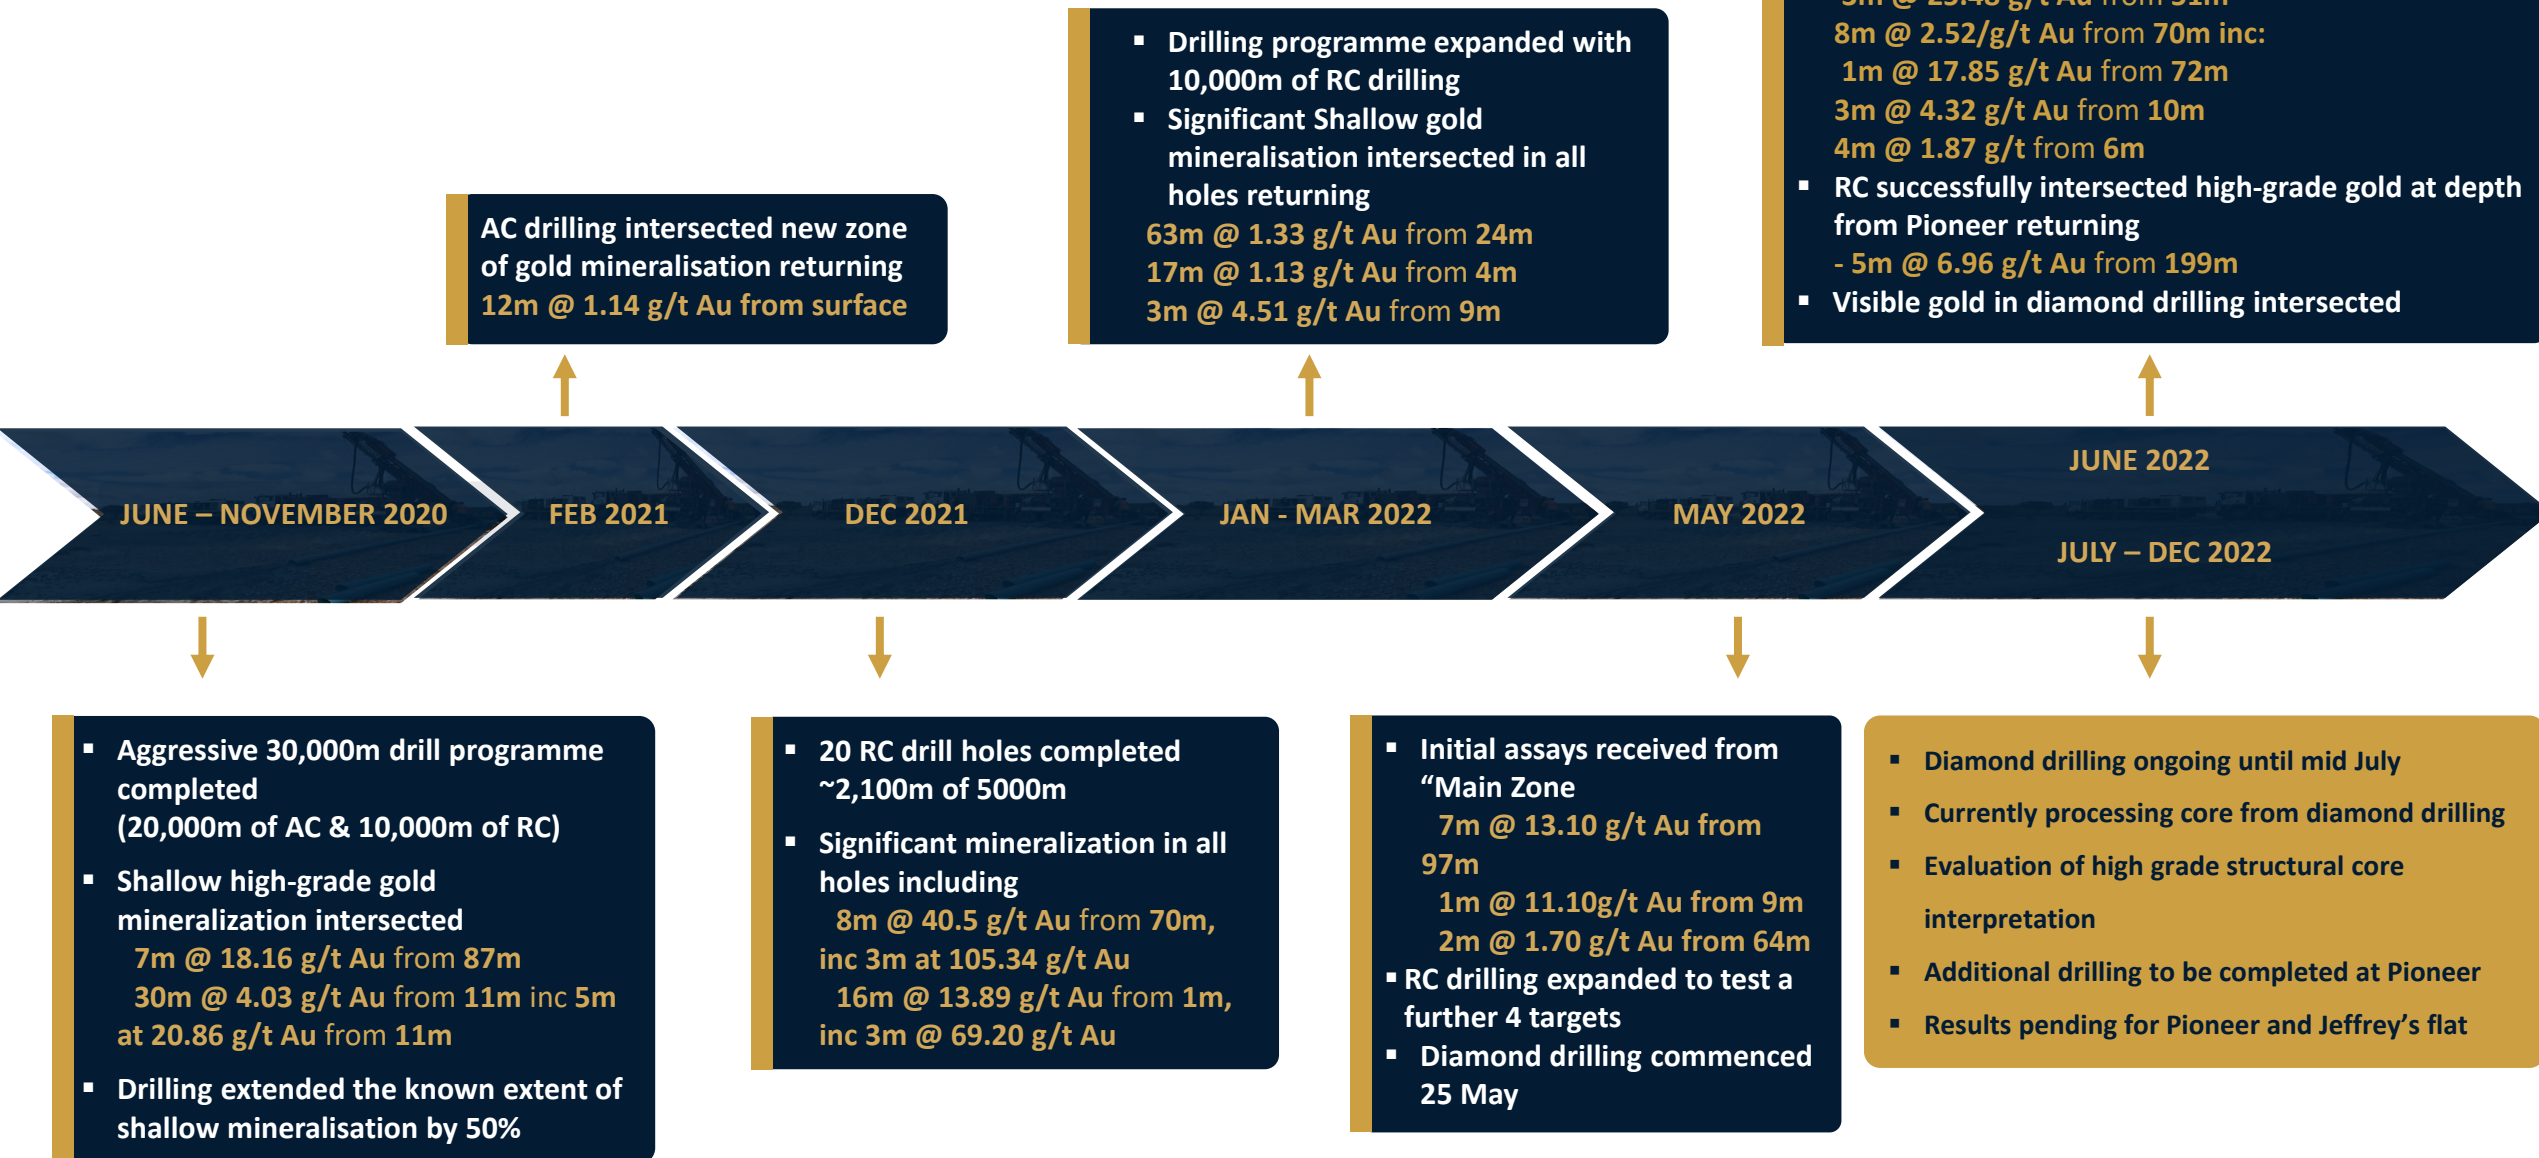 AC drilling intersected new zone
of gold mineralisation returning
12m @ 1.14 g/t Au from surface
▪ Drilling programme expanded with
10,000m of RC drilling
▪ Significant Shallow gold
mineralisation intersected in all
holes returning
63m @ 1.33 g/t Au from 24m
17m @ 1.13 g/t Au from 4m
3m @ 4.51 g/t Au from 9m
g/t Au from
8m @ 2.52/g/t Au from 70m inc:
1m @ 17.85 g/t Au from 72m
3m @ 4.32 g/t Au from 10m
4m @ 1.87 g/t from 6m
▪ RC successfully intersected high-grade gold at depth
from Pioneer returning
- 5m @ 6.96 g/t Au from 199m
▪ Visible gold in diamond drilling intersected
JUNE – NOVEMBER 2020
FEB 2021
DEC 2021
JAN - MAR 2022
MAY 2022
JUNE 2022
JULY – DEC 2022
▪ Aggressive 30,000m drill programme
completed
(20,000m of AC & 10,000m of RC)
▪ Shallow high-grade gold
mineralization intersected
7m @ 18.16 g/t Au from 87m
30m @ 4.03 g/t Au from 11m inc 5m
at 20.86 g/t Au from 11m
▪ Drilling extended the known extent of
shallow mineralisation by 50%
▪ 20 RC drill holes completed
~2,100m of 5000m
▪ Significant mineralization in all
holes including
8m @ 40.5 g/t Au from 70m,
inc 3m at 105.34 g/t Au
16m @ 13.89 g/t Au from 1m,
inc 3m @ 69.20 g/t Au
▪ Initial assays received from
“Main Zone
7m @ 13.10 g/t Au from
97m
1m @ 11.10g/t Au from 9m
2m @ 1.70 g/t Au from 64m
▪ RC drilling expanded to test a
further 4 targets
▪ Diamond drilling commenced
25 May
▪ Diamond drilling ongoing until mid July
▪ Currently processing core from diamond drilling
▪ Evaluation of high grade structural core
interpretation
▪ Additional drilling to be completed at Pioneer
▪ Results pending for Pioneer and Jeffrey’s flat